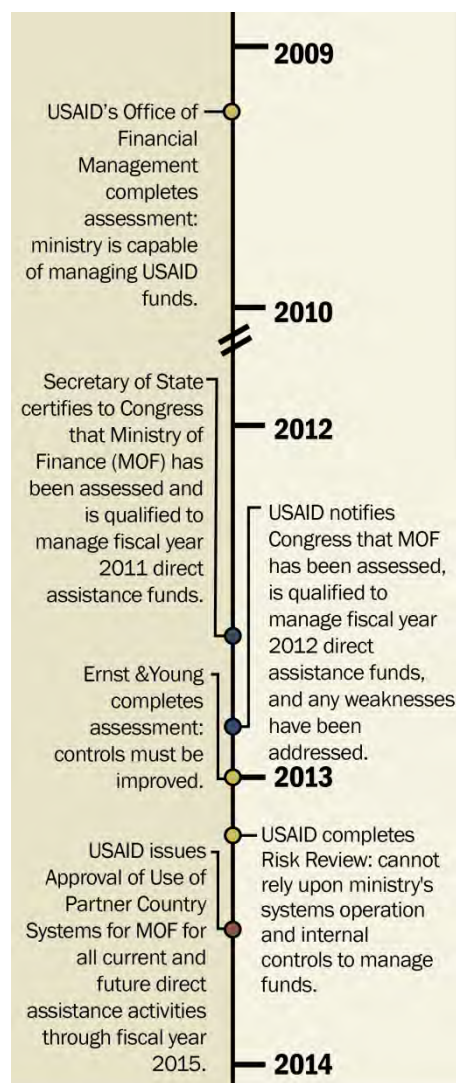 2009
USAID's Office of
Financial
Management
completes
assessment:
ministry is capable
of managing USAID
funds.
2010
Secretary of State
certifies to Congress
that Ministry of
Finance (MOF) has
been assessed and
is qualified to
manage fiscal year
2011 direct
assistance funds.
2012
USAID notifies
Congress that MOF
has been assessed,
is qualified to
manage fiscal year
2012 direct
assistance funds,
and any weaknesses
have been
addressed.
Ernst &Young
completes
assessment:
controls must be
improved.
2013
USAID completes
Risk Review: cannot
rely upon ministry's
systems operation
and internal
controls to manage
funds.
USAID issues
Approval of Use of
Partner Country
Systems for MOF for
all current and
future direct
assistance activities
through fiscal year
2015.
2014